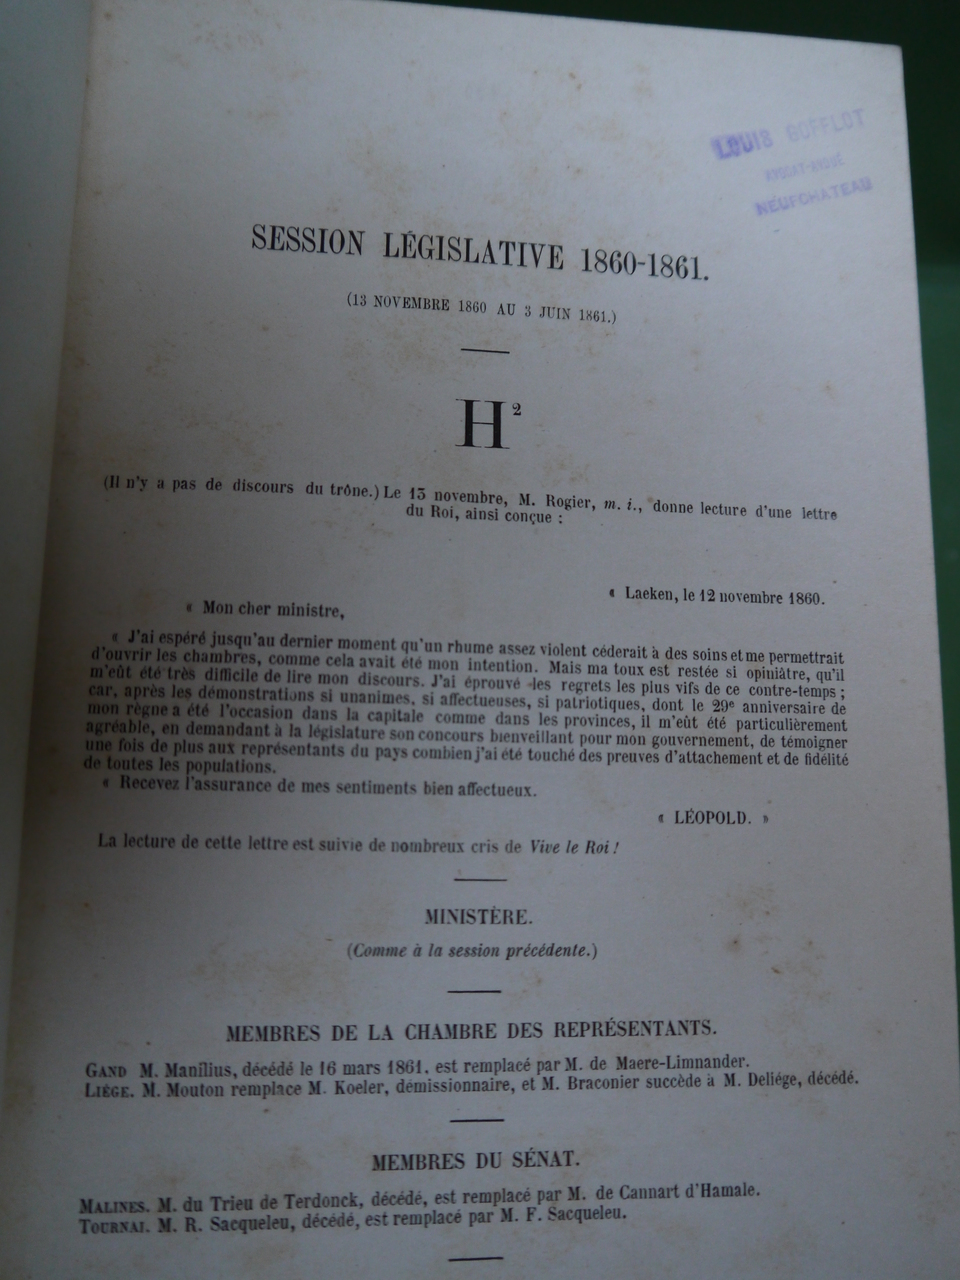 LOUIS GOFFLOT
AVOCAT-AVOUÉ
NEUFCHATEAU
SESSION LÉGISLATIVE 1860-1861.
(13 NOVEMBRE 1860 AU 3 JUIN 1861.)
H²
(Il n'y a pas de discours du trône.) Le 13 novembre, M. Rogier, m. i., donne lecture d'une lettre
du Roi, ainsi conçue :
« Laeken, le 12 novembre 1860.
« Mon cher ministre,
« J'ai espéré jusqu'au dernier moment qu'un rhume assez violent céderait à des soins et me permettrait
d'ouvrir les chambres, comme cela avait été mon intention. Mais ma toux est restée si opiniâtre, qu'il
m'eût été très difficile de lire mon discours. J'ai éprouvé les regrets les plus vifs de ce contre-temps ;
car, après les démonstrations si unanimes, si affectueuses, si patriotiques, dont le 29e anniversaire de
mon règne a été l'occasion dans la capitale comme dans les provinces, il m'eût été particulièrement
agréable, en demandant à la législature son concours bienveillant pour mon gouvernement, de témoigner
une fois de plus aux représentants du pays combien j'ai été touché des preuves d'attachement et de fidélité
de toutes les populations.
« Recevez l'assurance de mes sentiments bien affectueux.
« LÉOPOLD. »
La lecture de cette lettre est suivie de nombreux cris de Vive le Roi !
MINISTÈRE.
(Comme à la session précédente.)
MEMBRES DE LA CHAMBRE DES REPRÉSENTANTS.
GAND M. Manilius, décédé le 16 mars 1861, est remplacé par M. de Maere-Limnander.
LIÉGE. M. Mouton remplace M. Koeler, démissionnaire, et M. Braconier succède à M. Deliége, décédé.
MEMBRES DU SÉNAT.
MALINES. M. du Trieu de Terdonck, décédé, est remplacé par M. de Cannart d'Hamale.
TOURNAI. M. R. Sacqueleu, décédé, est remplacé par M. F. Sacqueleu.